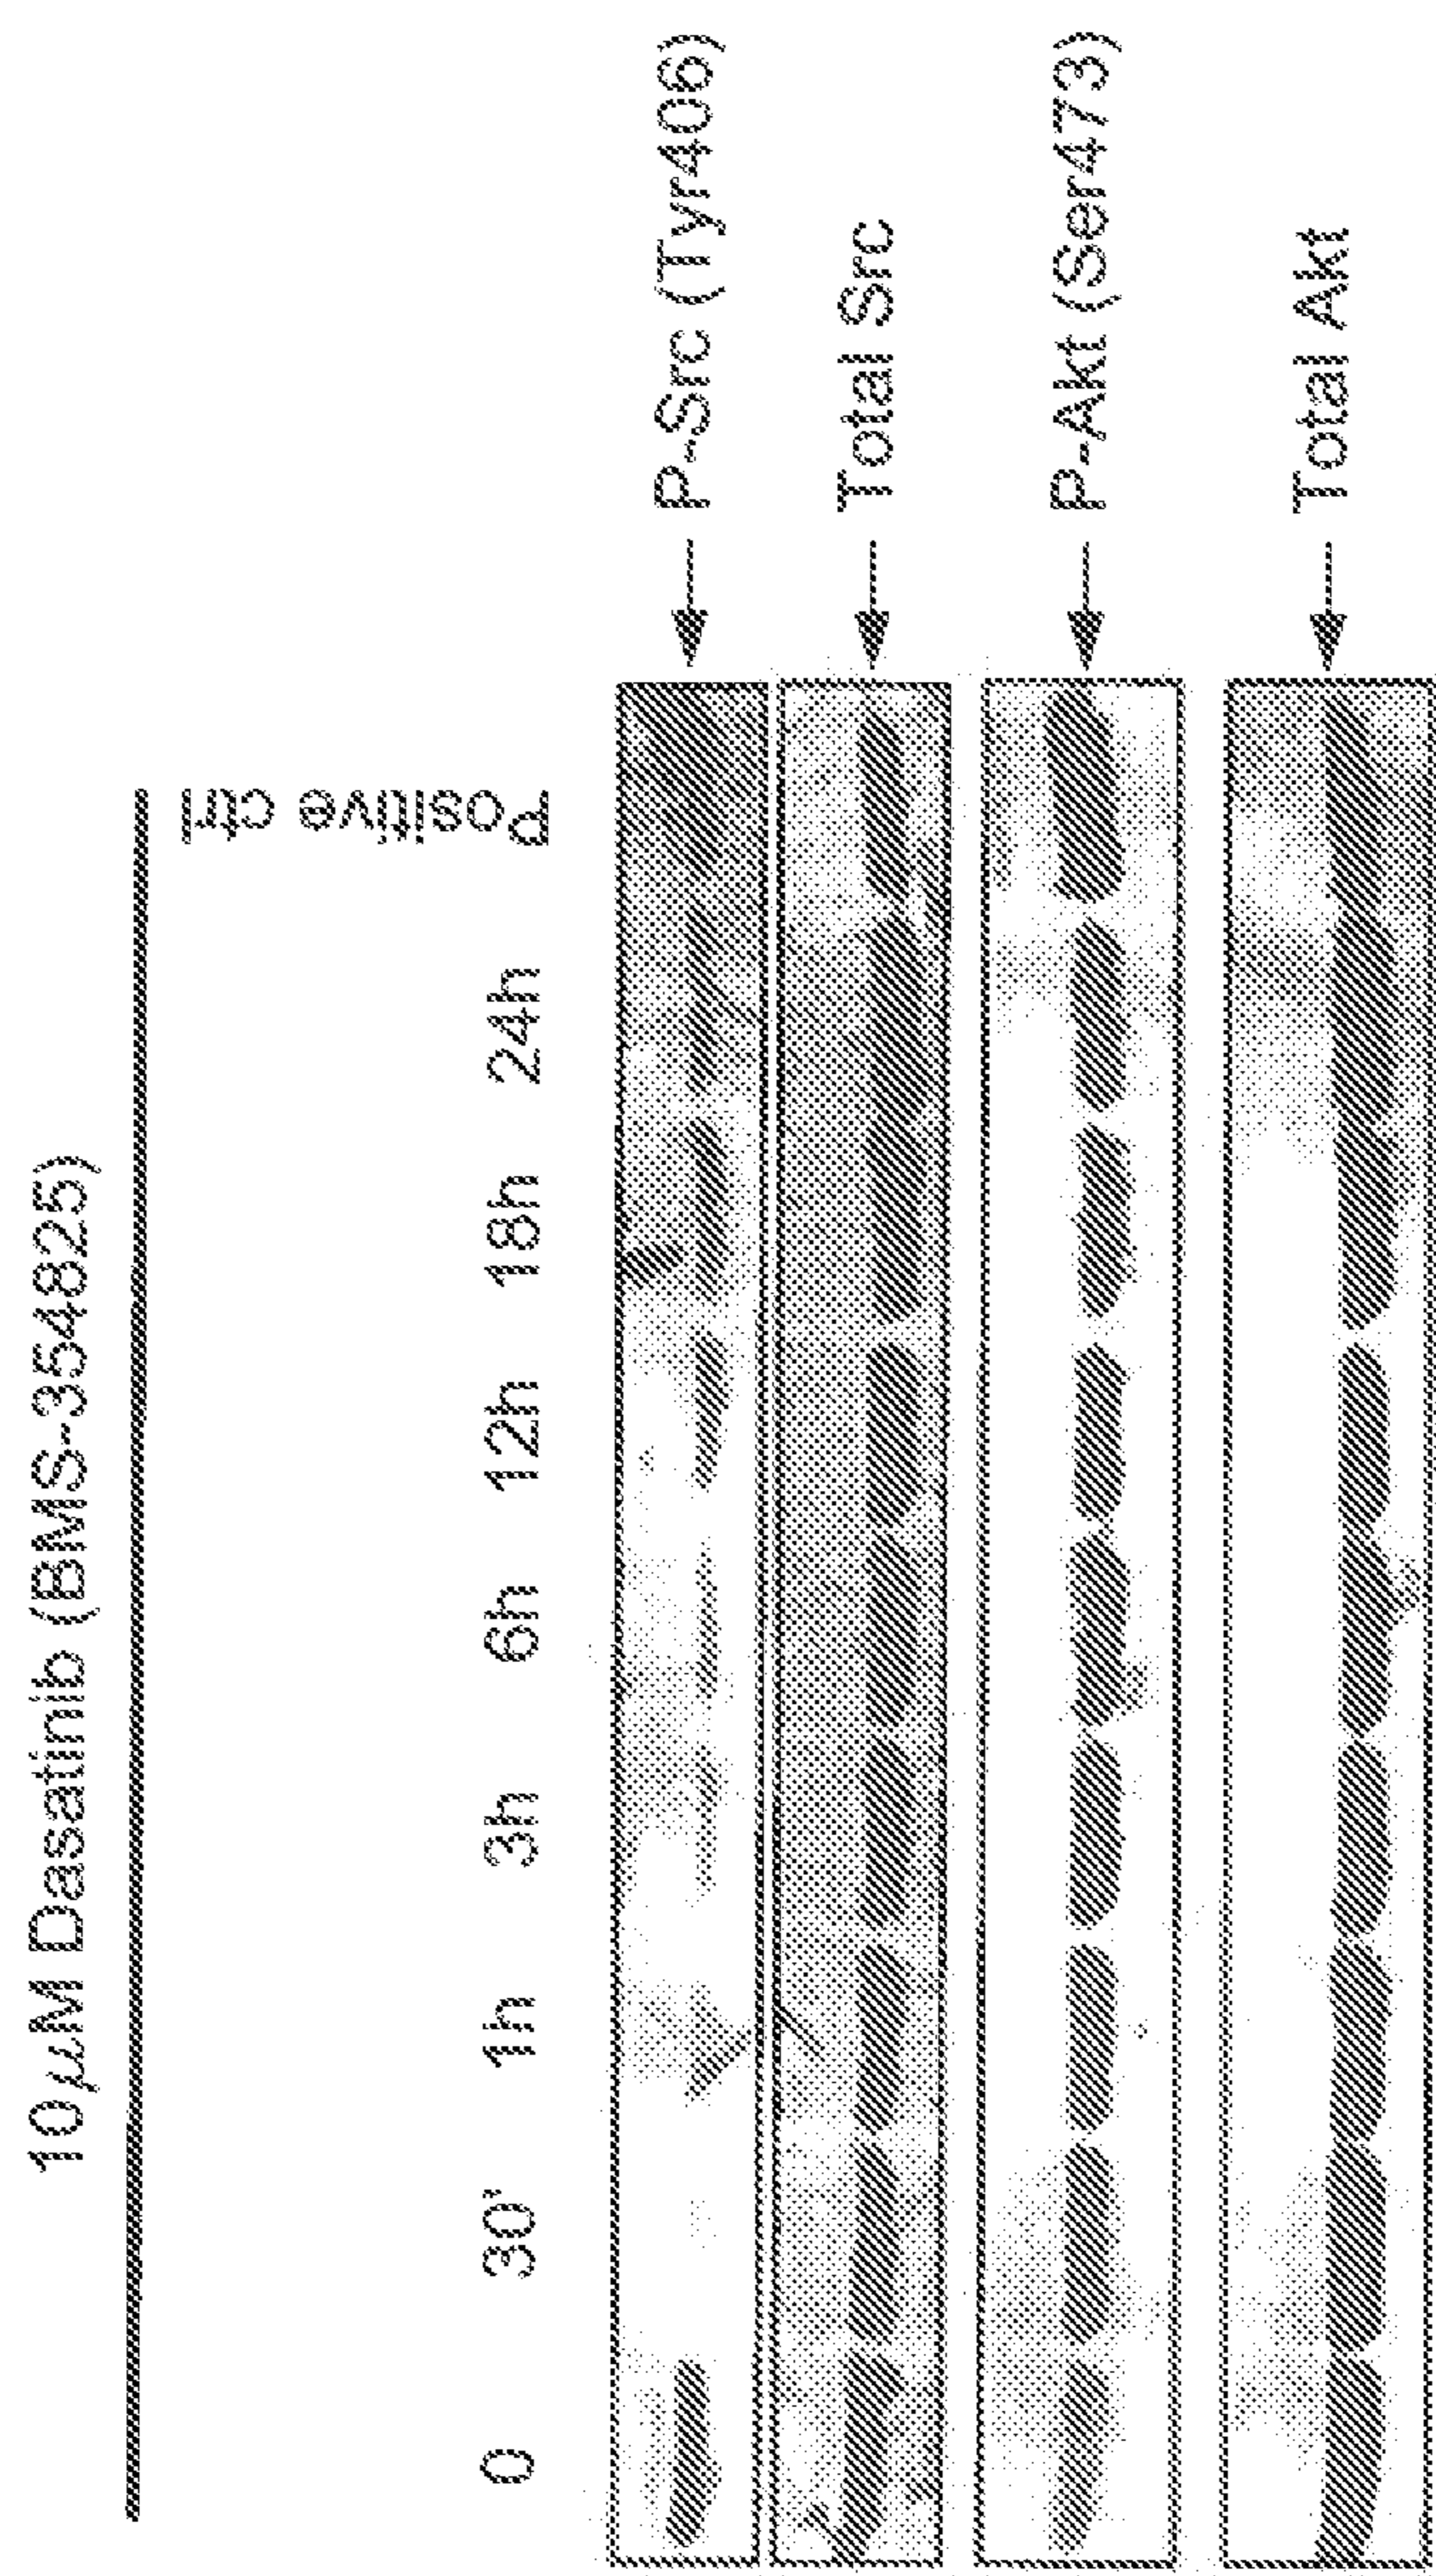 10 μM Dasatinib (BMS-354825)
0 30' 1h 3h 6h 12h 18h 24h Positive ctrl
P-Src (Tyr406)
Total Src
P-Akt (Ser473)
Total Akt